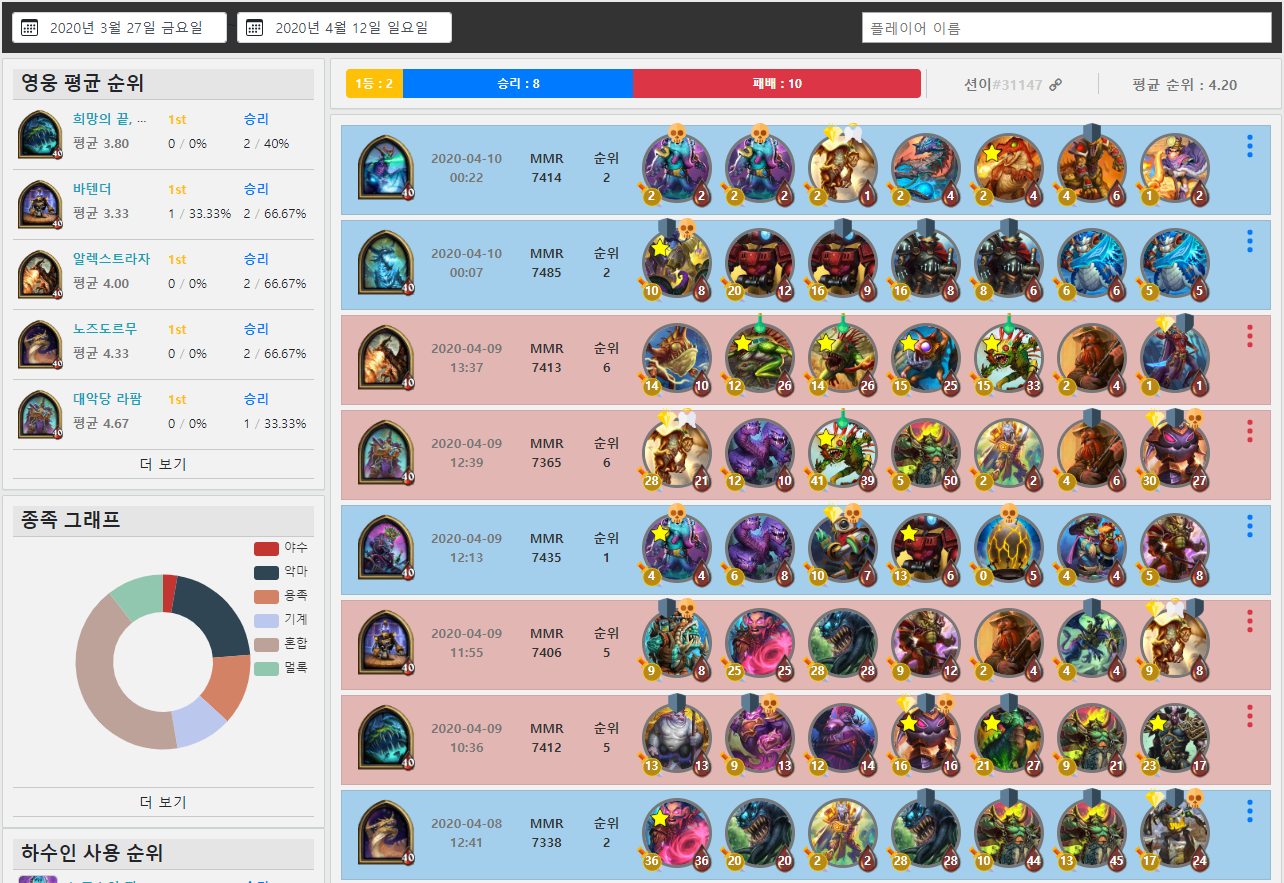 2020년 3월 27일 금요일
2020년 4월 12일 일요일
플레이어 이름
영웅 평균 순위
희망의 끝, ... 1st 승리
평균 3.80 0 / 0% 2 / 40%
40
바텐더 1st 승리
평균 3.33 1 / 33.33% 2 / 66.67%
40
알렉스트라자 1st 승리
평균 4.00 0 / 0% 2 / 66.67%
40
노즈도르무 1st 승리
평균 4.33 0 / 0% 2 / 66.67%
40
대악당 라팜 1st 승리
평균 4.67 0 / 0% 1 / 33.33%
40
더 보기
종족 그래프
야수
악마
용족
기계
혼합
멀록
더 보기
하수인 사용 순위
1등 : 2 승리 : 8 패배 : 10 션이#31147 평균 순위 : 4.20
2020-04-10 MMR 순위
00:22 7414 2
40 2 2 2 2 2 1 2 4 2 4 4 6 1 2
2020-04-10 MMR 순위
00:07 7485 2
40 10 8 20 12 16 9 16 8 8 6 6 6 5 5
2020-04-09 MMR 순위
13:37 7413 6
40 14 10 12 26 14 26 15 25 15 33 2 4 1 1
2020-04-09 MMR 순위
12:39 7365 6
40 28 21 12 10 41 39 5 50 2 2 4 6 30 27
2020-04-09 MMR 순위
12:13 7435 1
40 4 4 6 8 10 7 13 6 0 5 4 4 5 8
2020-04-09 MMR 순위
11:55 7406 5
40 9 8 25 25 28 28 9 12 2 4 4 4 9 8
2020-04-09 MMR 순위
10:36 7412 5
40 13 13 9 13 12 14 16 16 21 27 9 21 23 17
2020-04-08 MMR 순위
12:41 7338 2
40 36 36 20 20 2 2 28 28 10 44 13 45 17 24